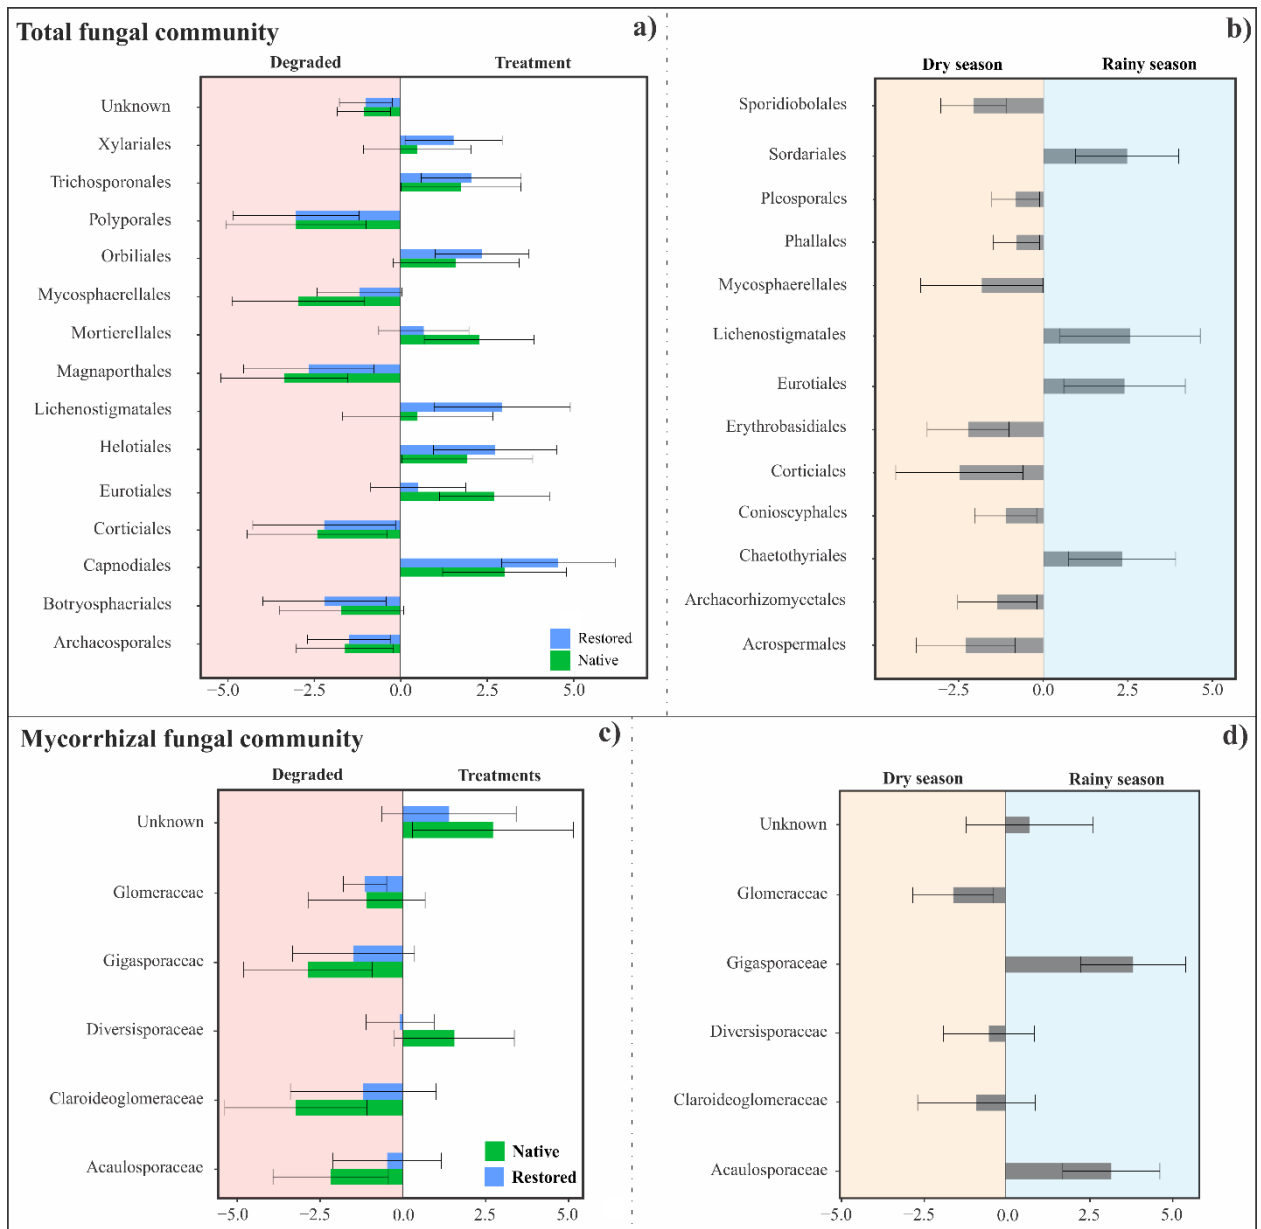 Total fungal community
a)
Degraded
Treatment
Unknown
Xylariales
Trichosporonales
Polyporales
Orbiliales
Mycosphaerellales
Mortierellales
Magnaporthales
Lichenostigmatales
Helotiales
Eurotiales
Corticiales
Capnodiales
Botryosphaeriales
Archaeosporales
Restored
Native
−5.0
−2.5
0.0
2.5
5.0
b)
Dry season
Rainy season
Sporidiobolales
Sordariales
Pleosporales
Phallales
Mycosphaerellales
Lichenostigmatales
Eurotiales
Erythrobasidiales
Corticiales
Conioscyphales
Chaetothyriales
Archaeorhizomycetales
Acrospermales
−2.5
0.0
2.5
5.0
Mycorrhizal fungal community
c)
Degraded
Treatments
Unknown
Glomeraceae
Gigasporaceae
Diversisporaceae
Claroideoglomeraceae
Acaulosporaceae
Native
Restored
−5.0
−2.5
0.0
2.5
5.0
d)
Dry season
Rainy season
Unknown
Glomeraceae
Gigasporaceae
Diversisporaceae
Claroideoglomeraceae
Acaulosporaceae
−5.0
−2.5
0.0
2.5
5.0